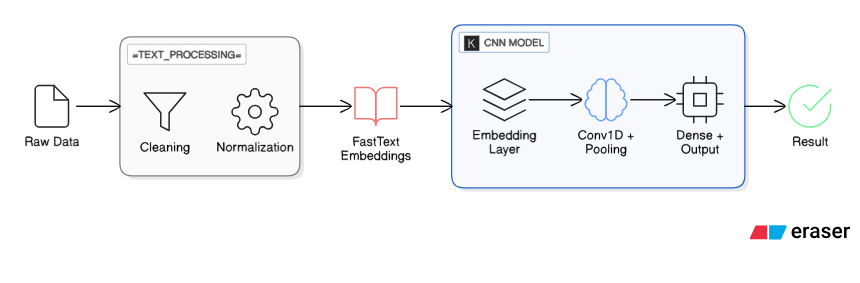 =TEXT_PROCESSING=
K CNN MODEL
Raw Data
Cleaning
Normalization
FastText
Embeddings
Embedding
Layer
Conv1D +
Pooling
Dense +
Output
Result
eraser